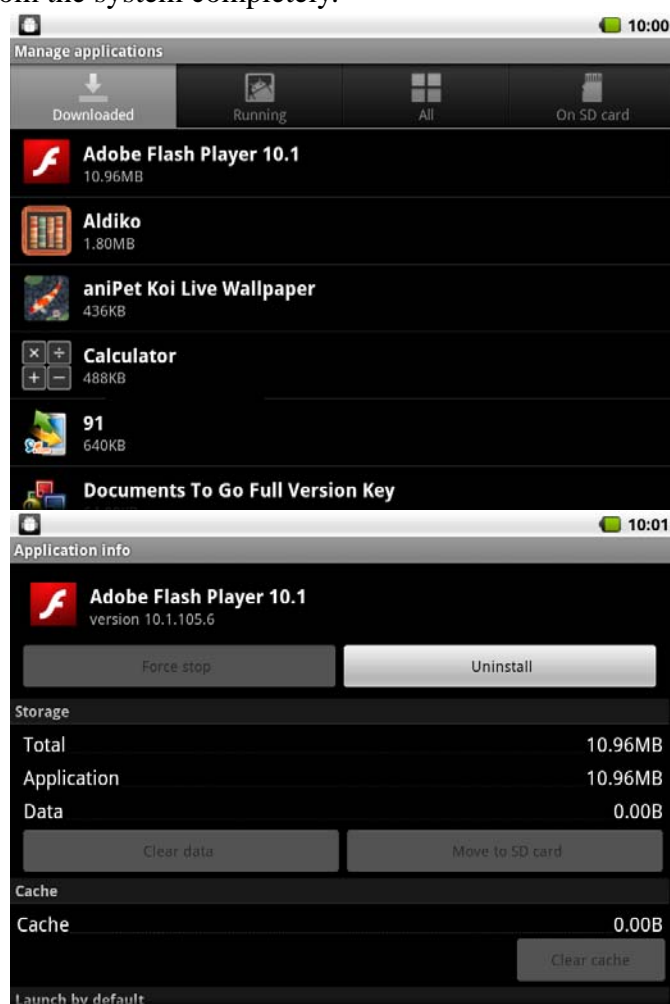 from the system completely.
10:00
Manage applications
Downloaded Running All On SD card
Adobe Flash Player 10.1
10.96MB
Aldiko
1.80MB
aniPet Koi Live Wallpaper
436KB
Calculator
488KB
91
640KB
Documents To Go Full Version Key
10:01
Application info
Adobe Flash Player 10.1
version 10.1.105.6
Force stop Uninstall
Storage
Total 10.96MB
Application 10.96MB
Data 0.00B
Clear data Move to SD card
Cache
Cache 0.00B
Clear cache
Launch by default